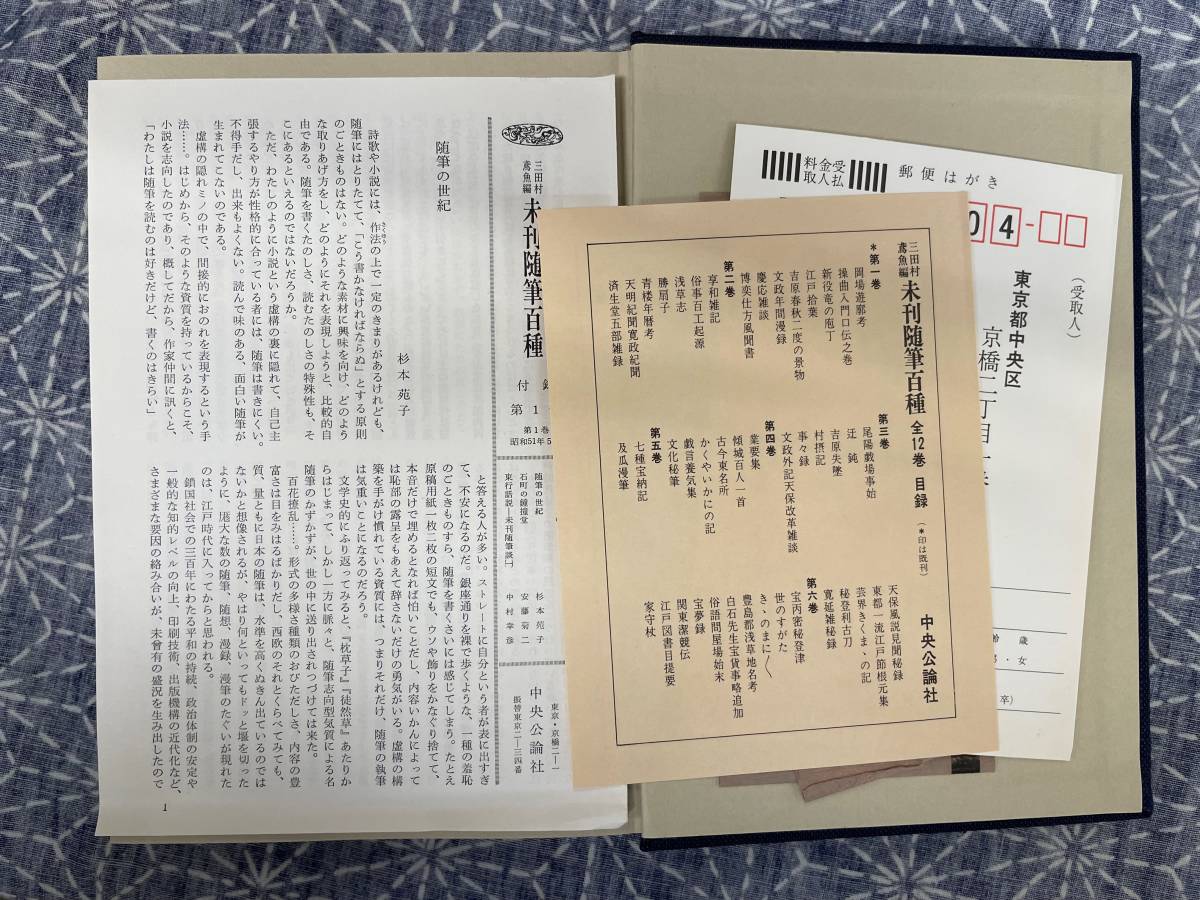 三田村
鳶魚編
未刊随筆百種
付録
第1
第1巻
昭和51年5
随筆の世紀
石町の鐘撞堂
東行話説―未刊随筆談(一)
杉本苑子
安藤菊二
中村幸彦
中央公論社
東京・京橋二―一
振替東京二―三四番
随筆の世紀
杉本苑子
詩歌や小説には、作法の上で一定のきまりがあるけれども、
さくほう
随筆にはとりたてて、「こう書かなければならぬ」とする原則
のごときものはない。どのような素材に興味を向け、どのよう
な取りあげ方をし、どのようにそれを表現しようと、比較的自
由である。随筆を書くたのしさ、読むたのしさの特殊性も、そ
こにあるといえるのではないだろうか。
ただ、わたしのように小説という虚構の裏に隠れて、自己主
張するやり方が性格的に合っている者には、随筆は書きにくい。
不得手だし、出来もよくない。読んで味のある、面白い随筆が
生まれてこないのである。
虚構の隠れミノの中で、間接的におのれを表現するという手
法……。はじめから、そのような資質を持っているからこそ、
小説を志向したのであり、概してだから、作家仲間に訊くと、
「わたしは随筆を読むのは好きだけど、書くのはきらい」
と答える人が多い。ストレートに自分という者が表に出すぎ
て、不安になるのだ。銀座通りを裸で歩くような、一種の羞恥
のごときものすら、随筆を書くさいには感じてしまう。たとえ
原稿用紙一枚二枚の短文でも、ウソや飾りをかなぐり捨てて、
本音だけで埋めるとなれば怕いことだし、内容いかんによって
は恥部の露呈をもあえて辞さないだけの勇気がいる。虚構の構
築を手がけ慣れている資質には、つまりそれだけ、随筆の執筆
は気重いことになるのだろう。
文学史的にふり返ってみると、『枕草子』『徒然草』あたりか
らはじまって、しかし一方に脈々と、随筆志向型気質による名
随筆のかずかずが、世の中に送り出されつづけては来た。
百花撩乱……。形式の多様さ種類のおびただしさ、内容の豊
富さは目をみはるばかりだし、西欧のそれとくらべてみても、
質、量ともに日本の随筆は、水準を高くぬきん出ているのでは
ないかと想像されるが、やはり何といってもドッと堰を切った
ように、厖大な数の随筆、随想、漫録、漫筆のたぐいが現れた
のは、江戸時代に入ってからと思われる。
鎖国社会での三百年にわたる平和の持続、政治体制の安定や
一般的な知的レベルの向上、印刷技術、出版機構の近代化など、
さまざまな要因の絡み合いが、未曾有の盛況を生み出したので
1
三田村
鳶魚編
未刊随筆百種 全12巻 目録 (*印は既刊)
中央公論社
*第一巻
岡場遊廓考
操曲入門口伝之巻
新役竜の庖丁
江戸拾葉
吉原春秋二度の景物
文政年間漫録
慶応雑談
博奕仕方風聞書
第二巻
享和雑記
俗事百工起源
浅草志
勝扇子
青楼年暦考
天明紀聞寛政紀聞
済生堂五部雑録
第三巻
尾陽戯場事始
迂鈍
吉原失墜
村摂記
事々録
文政外記天保改革雑談
第四巻
業要集
傾城百人一首
古今東名所
かくやいかにの記
戯言養気集
文化秘筆
第五巻
七種宝納記
及瓜漫筆
天保風説見聞秘録
東都一流江戸節根元集
芸界きくまゝの記
秘登利古刀
寛延雑秘録
第六巻
宝丙密秘登津
世のすがた
きゝのまにく
豊島郡浅草地名考
白石先生宝貨事略追加
俗語問屋場始末
宝夢録
関東潔競伝
江戸図書目提要
家守杖
料金受
取人払
郵便はがき
04-
(受取人)
東京都中央区
京橋二丁目
齢 歳
男・女
卒)